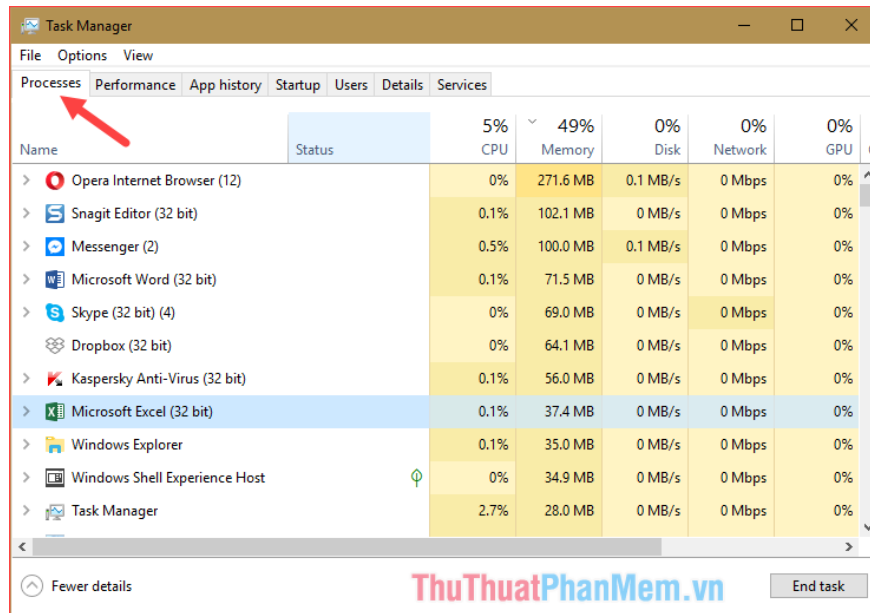 Task Manager
File Options View
Processes Performance App history Startup Users Details Services
5% 49% 0% 0% 0%
Name Status CPU Memory Disk Network GPU
Opera Internet Browser (12) 0% 271.6 MB 0.1 MB/s 0 Mbps 0%
Snagit Editor (32 bit) 0.1% 102.1 MB 0 MB/s 0 Mbps 0%
Messenger (2) 0.5% 100.0 MB 0.1 MB/s 0 Mbps 0%
Microsoft Word (32 bit) 0.1% 71.5 MB 0 MB/s 0 Mbps 0%
Skype (32 bit) (4) 0% 69.0 MB 0 MB/s 0 Mbps 0%
Dropbox (32 bit) 0% 64.1 MB 0 MB/s 0 Mbps 0%
Kaspersky Anti-Virus (32 bit) 0.1% 56.0 MB 0 MB/s 0 Mbps 0%
Microsoft Excel (32 bit) 0.1% 37.4 MB 0 MB/s 0 Mbps 0%
Windows Explorer 0.1% 35.0 MB 0 MB/s 0 Mbps 0%
Windows Shell Experience Host 0% 34.9 MB 0 MB/s 0 Mbps 0%
Task Manager 2.7% 28.0 MB 0 MB/s 0 Mbps 0%
Fewer details ThuThuatPhanMem.vn End task